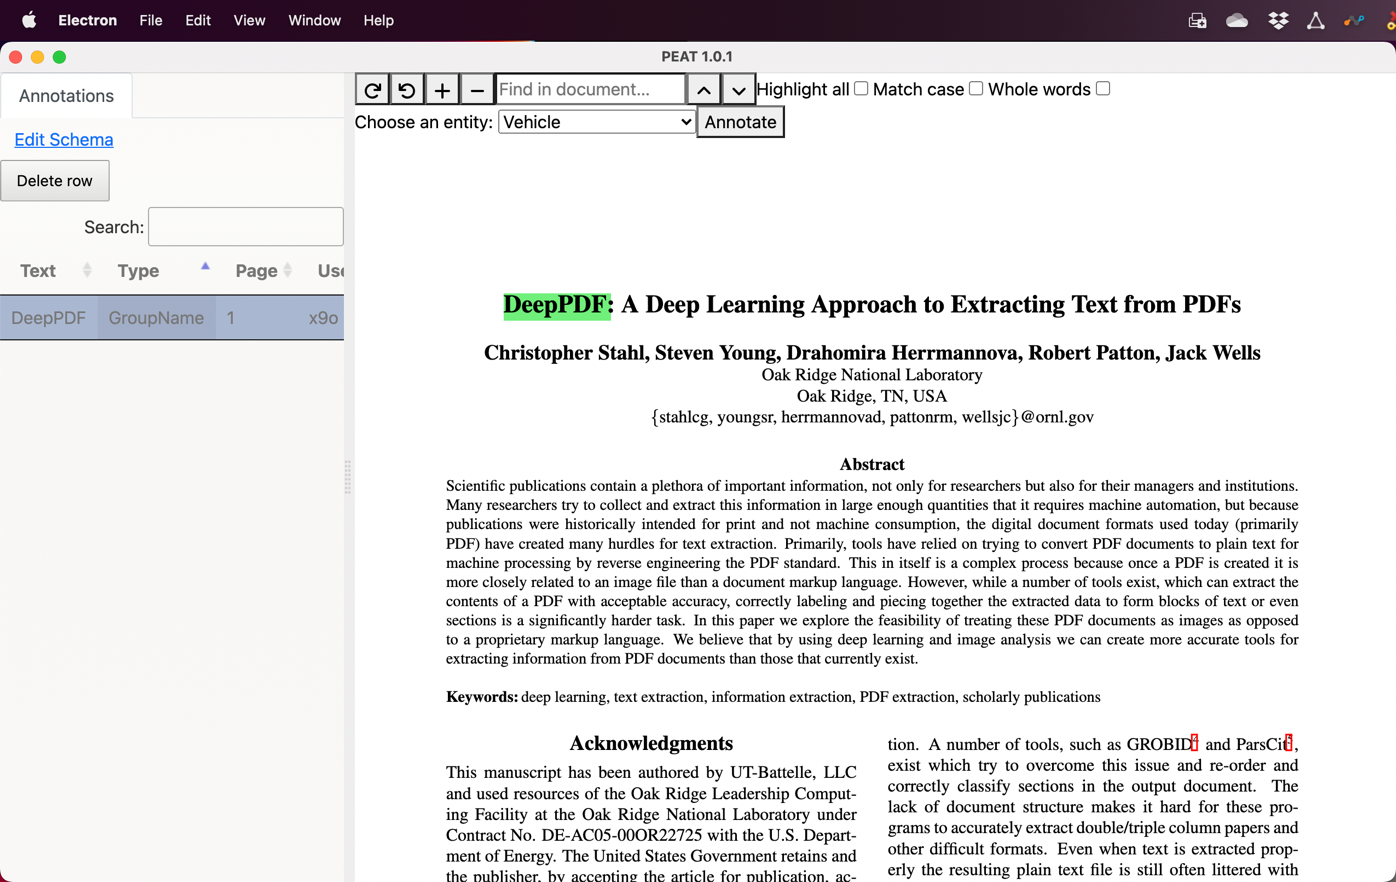 Electron File Edit View Window Help
PEAT 1.0.1
Annotations
Edit Schema
Delete row
Search:
Text Type Page
DeepPDF GroupName 1 x9o
Find in document... Highlight all Match case Whole words
Choose an entity: Vehicle Annotate
DeepPDF: A Deep Learning Approach to Extracting Text from PDFs
Christopher Stahl, Steven Young, Drahomira Herrmannova, Robert Patton, Jack Wells
Oak Ridge National Laboratory
Oak Ridge, TN, USA
{stahlcg, youngsr, herrmannovad, pattonrm, wellsjc}@ornl.gov
Abstract
Scientific publications contain a plethora of important information, not only for researchers but also for their managers and institutions.
Many researchers try to collect and extract this information in large enough quantities that it requires machine automation, but because
publications were historically intended for print and not machine consumption, the digital document formats used today (primarily
PDF) have created many hurdles for text extraction. Primarily, tools have relied on trying to convert PDF documents to plain text for
machine processing by reverse engineering the PDF standard. This in itself is a complex process because once a PDF is created it is
more closely related to an image file than a document markup language. However, while a number of tools exist, which can extract the
contents of a PDF with acceptable accuracy, correctly labeling and piecing together the extracted data to form blocks of text or even
sections is a significantly harder task. In this paper we explore the feasibility of treating these PDF documents as images as opposed
to a proprietary markup language. We believe that by using deep learning and image analysis we can create more accurate tools for
extracting information from PDF documents than those that currently exist.
Keywords: deep learning, text extraction, information extraction, PDF extraction, scholarly publications
Acknowledgments
This manuscript has been authored by UT-Battelle, LLC
and used resources of the Oak Ridge Leadership Comput-
ing Facility at the Oak Ridge National Laboratory under
Contract No. DE-AC05-00OR22725 with the U.S. Depart-
ment of Energy. The United States Government retains and
the publisher, by accepting the article for publication, ac-
tion. A number of tools, such as GROBID and ParsCit,
exist which try to overcome this issue and re-order and
correctly classify sections in the output document. The
lack of document structure makes it hard for these pro-
grams to accurately extract double/triple column papers and
other difficult formats. Even when text is extracted prop-
erly the resulting plain text file is still often littered with